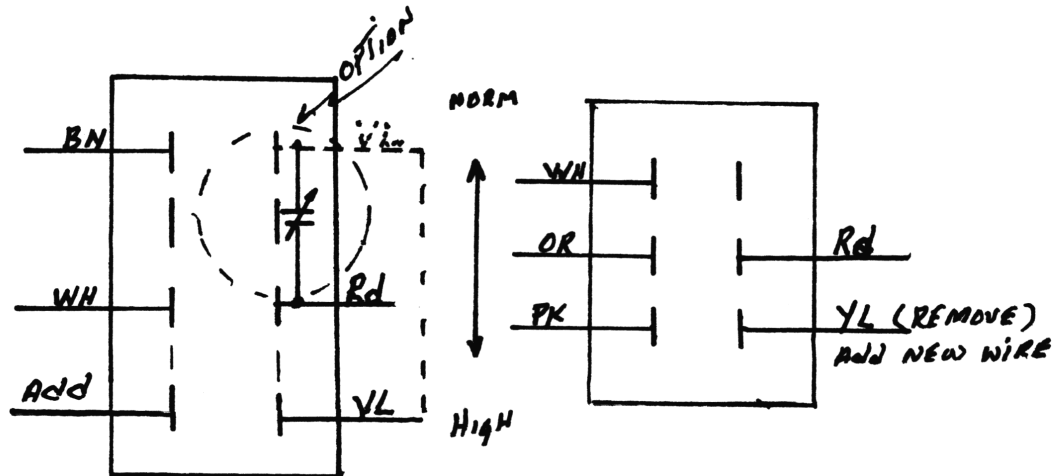 OPTION
NORM
BN
WH
OR
Rd
WH
Rd
PK
YL (REMOVE)
Add NEW WIRE
Add
YL
HIGH